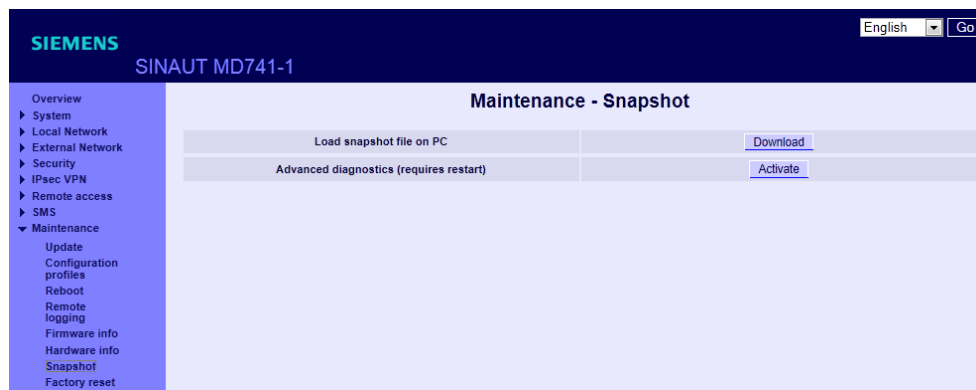 English
Go
SIEMENS
SINAUT MD741-1
Overview
System
Local Network
External Network
Security
IPsec VPN
Remote access
SMS
Maintenance
Update
Configuration
profiles
Reboot
Remote
logging
Firmware info
Hardware info
Snapshot
Factory reset
Maintenance - Snapshot
Load snapshot file on PC
Download
Advanced diagnostics (requires restart)
Activate